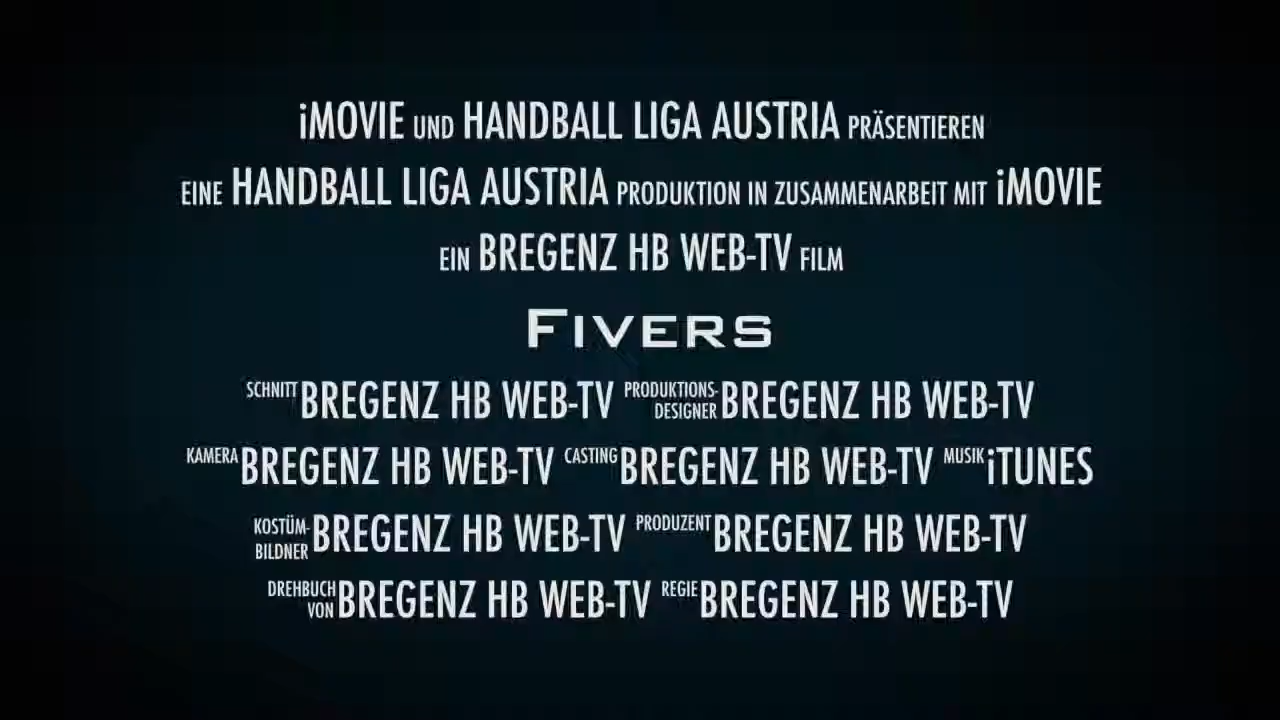 iMOVIE UND HANDBALL LIGA AUSTRIA PRÄSENTIEREN
EINE HANDBALL LIGA AUSTRIA PRODUKTION IN ZUSAMMENARBEIT MIT iMOVIE
EIN BREGENZ HB WEB-TV FILM
FIVERS
SCHNITT BREGENZ HB WEB-TV PRODUKTIONS-DESIGNER BREGENZ HB WEB-TV
KAMERA BREGENZ HB WEB-TV CASTING BREGENZ HB WEB-TV MUSIK iTUNES
KOSTÜM-BILDNER BREGENZ HB WEB-TV PRODUZENT BREGENZ HB WEB-TV
DREHBUCH VON BREGENZ HB WEB-TV REGIE BREGENZ HB WEB-TV